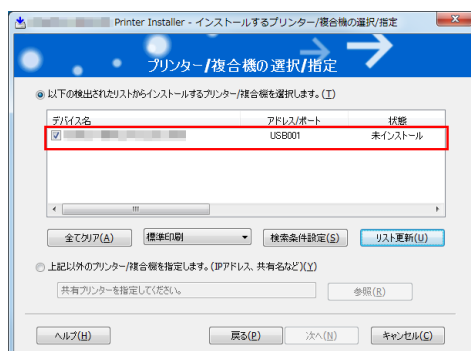 Printer Installer - インストールするプリンター/複合機の選択/指定
プリンター/複合機の選択/指定
以下の検出されたリストからインストールするプリンター/複合機を選択します。(T)
デバイス名 アドレス/ポート 状態
USB001 未インストール
全てクリア(A) 標準印刷 検索条件設定(S) リスト更新(U)
上記以外のプリンター/複合機を指定します。(IPアドレス、共有名など)(Y)
共有プリンターを指定してください。 参照(R)
ヘルプ(H) 戻る(P) 次へ(N) キャンセル(C)